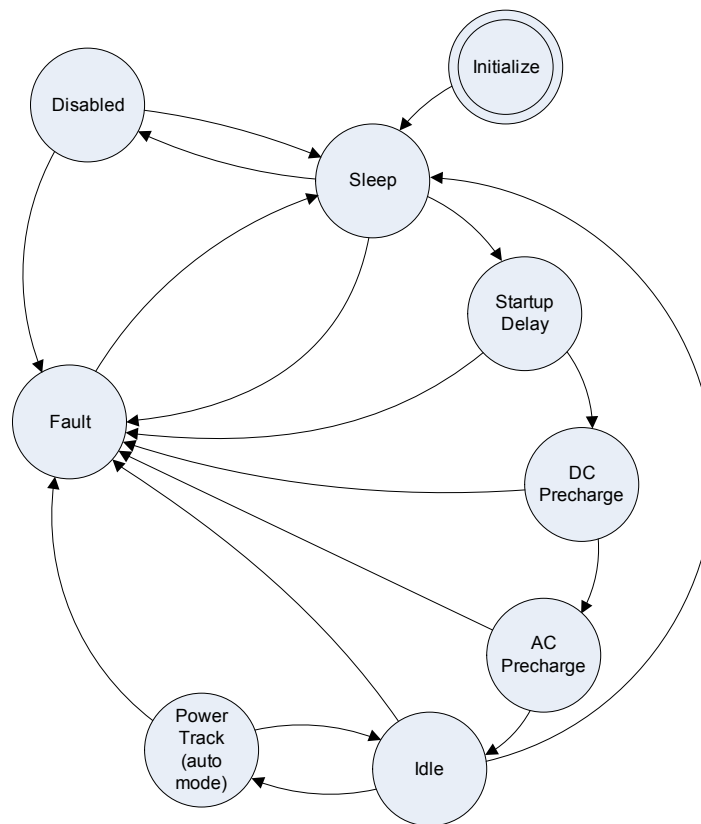 Initialize
Disabled
Sleep
Startup
Delay
Fault
DC
Precharge
AC
Precharge
Power
Track
(auto
mode)
Idle